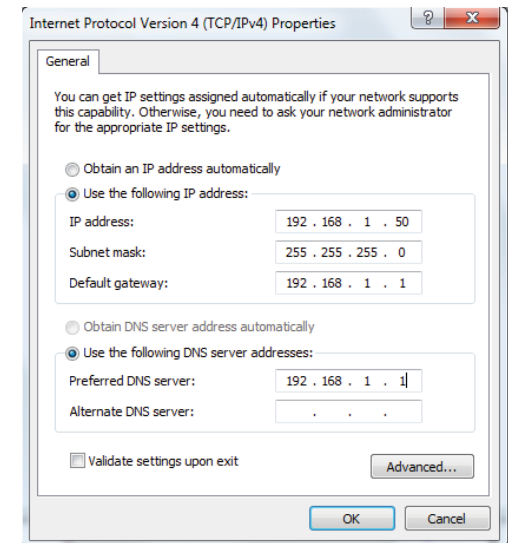 Internet Protocol Version 4 (TCP/IPv4) Properties
General
You can get IP settings assigned automatically if your network supports
this capability. Otherwise, you need to ask your network administrator
for the appropriate IP settings.
Obtain an IP address automatically
Use the following IP address:
IP address: 192 . 168 . 1 . 50
Subnet mask: 255 . 255 . 255 . 0
Default gateway: 192 . 168 . 1 . 1
Obtain DNS server address automatically
Use the following DNS server addresses:
Preferred DNS server: 192 . 168 . 1 . 1
Alternate DNS server: . . .
Validate settings upon exit
Advanced...
OK Cancel